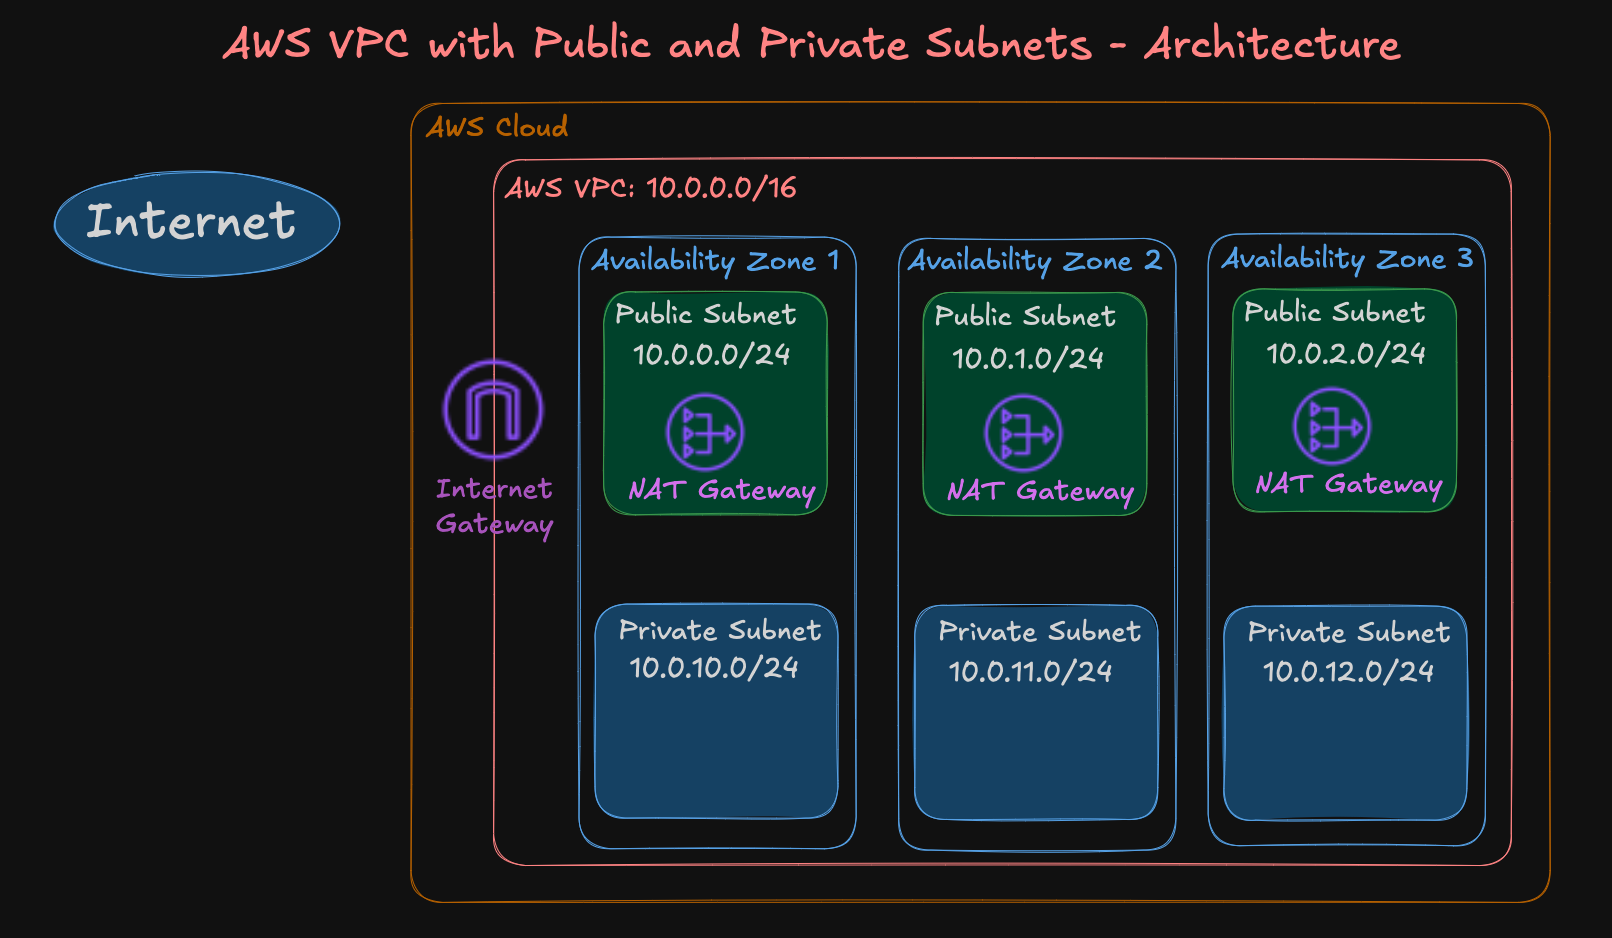 AWS VPC with Public and Private Subnets - Architecture
AWS Cloud
Internet
AWS VPC: 10.0.0.0/16
Availability Zone 1
Public Subnet
10.0.0.0/24
NAT Gateway
Private Subnet
10.0.10.0/24
Availability Zone 2
Public Subnet
10.0.1.0/24
NAT Gateway
Private Subnet
10.0.11.0/24
Availability Zone 3
Public Subnet
10.0.2.0/24
NAT Gateway
Private Subnet
10.0.12.0/24
Internet
Gateway